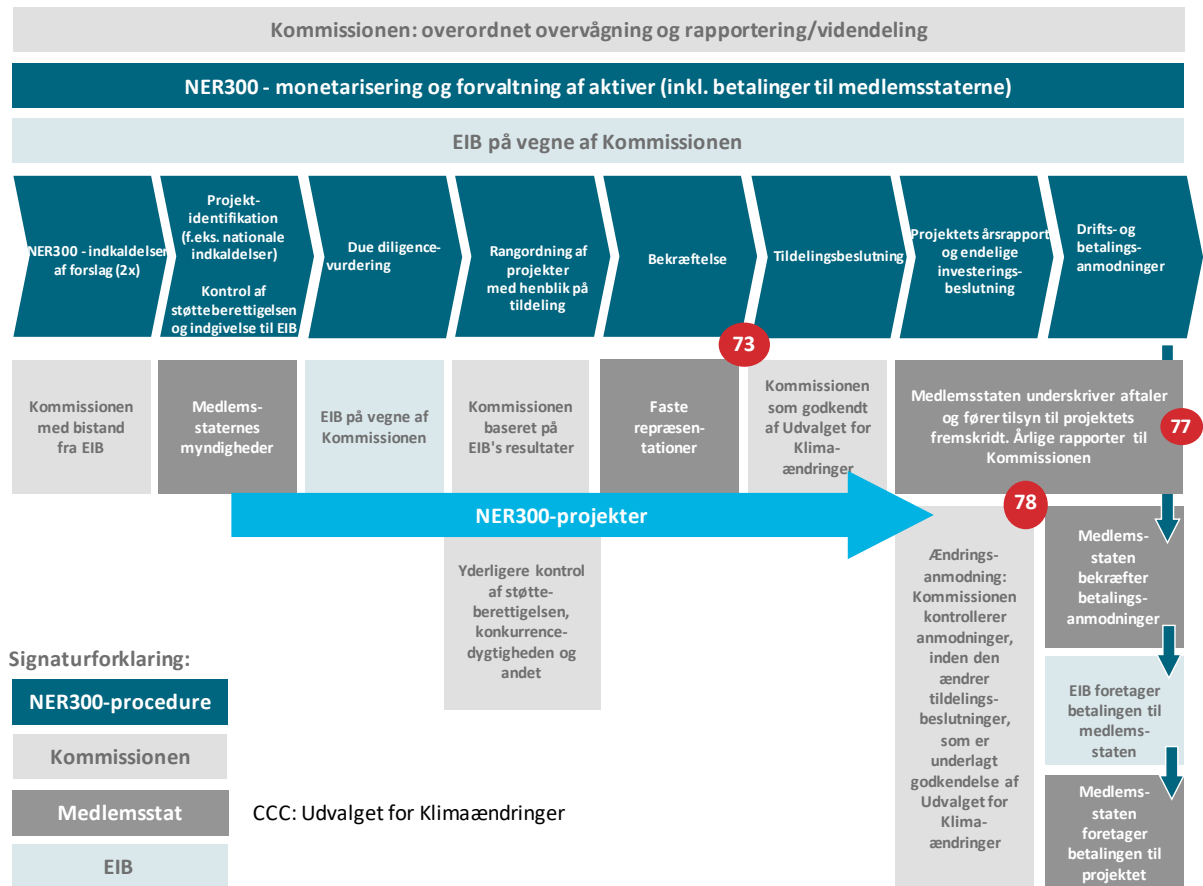 Kommissionen: overordnet overvågning og rapportering/videndeling
NER300 - monetarisering og forvaltning af aktiver (inkl. betalinger til medlemsstaterne)
EIB på vegne af Kommissionen
NER300 - indkaldelser
af forslag (2x)
Projekt-
identifikation
(f.eks. nationale
indkaldelser)
Kontrol af
støtteberettigelsen
og indgivelse til EIB
Due diligence-
vurdering
Rangordning af
projekter
med henblik på
tildeling
Bekræftelse
Tildelingsbeslutning
Projektets årsrapport
og endelige
investerings-
beslutning
Drifts- og
betalings-
anmodninger
73
Kommissionen
med bistand
fra EIB
Medlems-
staternes
myndigheder
EIB på vegne af
Kommissionen
Kommissionen
baseret på
EIB's resultater
Faste
repræsen-
tationer
Kommissionen
som godkendt
af Udvalget for
Klima-
ændringer
Medlemsstaten underskriver aftaler
og fører tilsyn til projektets
fremskridt. Årlige rapporter til
Kommissionen
77
78
NER300-projekter
Yderligere kontrol
af støtte-
berettigelsen,
konkurrence-
dygtigheden og
andet
Ændrings-
anmodning:
Kommissionen
kontrollerer
anmodninger,
inden den
ændrer
tildelings-
beslutninger,
som er
underlagt
godkendelse af
Udvalget for
Klima-
ændringer
Medlems-
staten
bekræfter
betalings-
anmodninger
EIB foretager
betalingen til
medlems-
staten
Medlems-
staten
foretager
betalingen til
projektet
Signaturforklaring:
NER300-procedure
Kommissionen
Medlemsstat
EIB
CCC: Udvalget for Klimaændringer